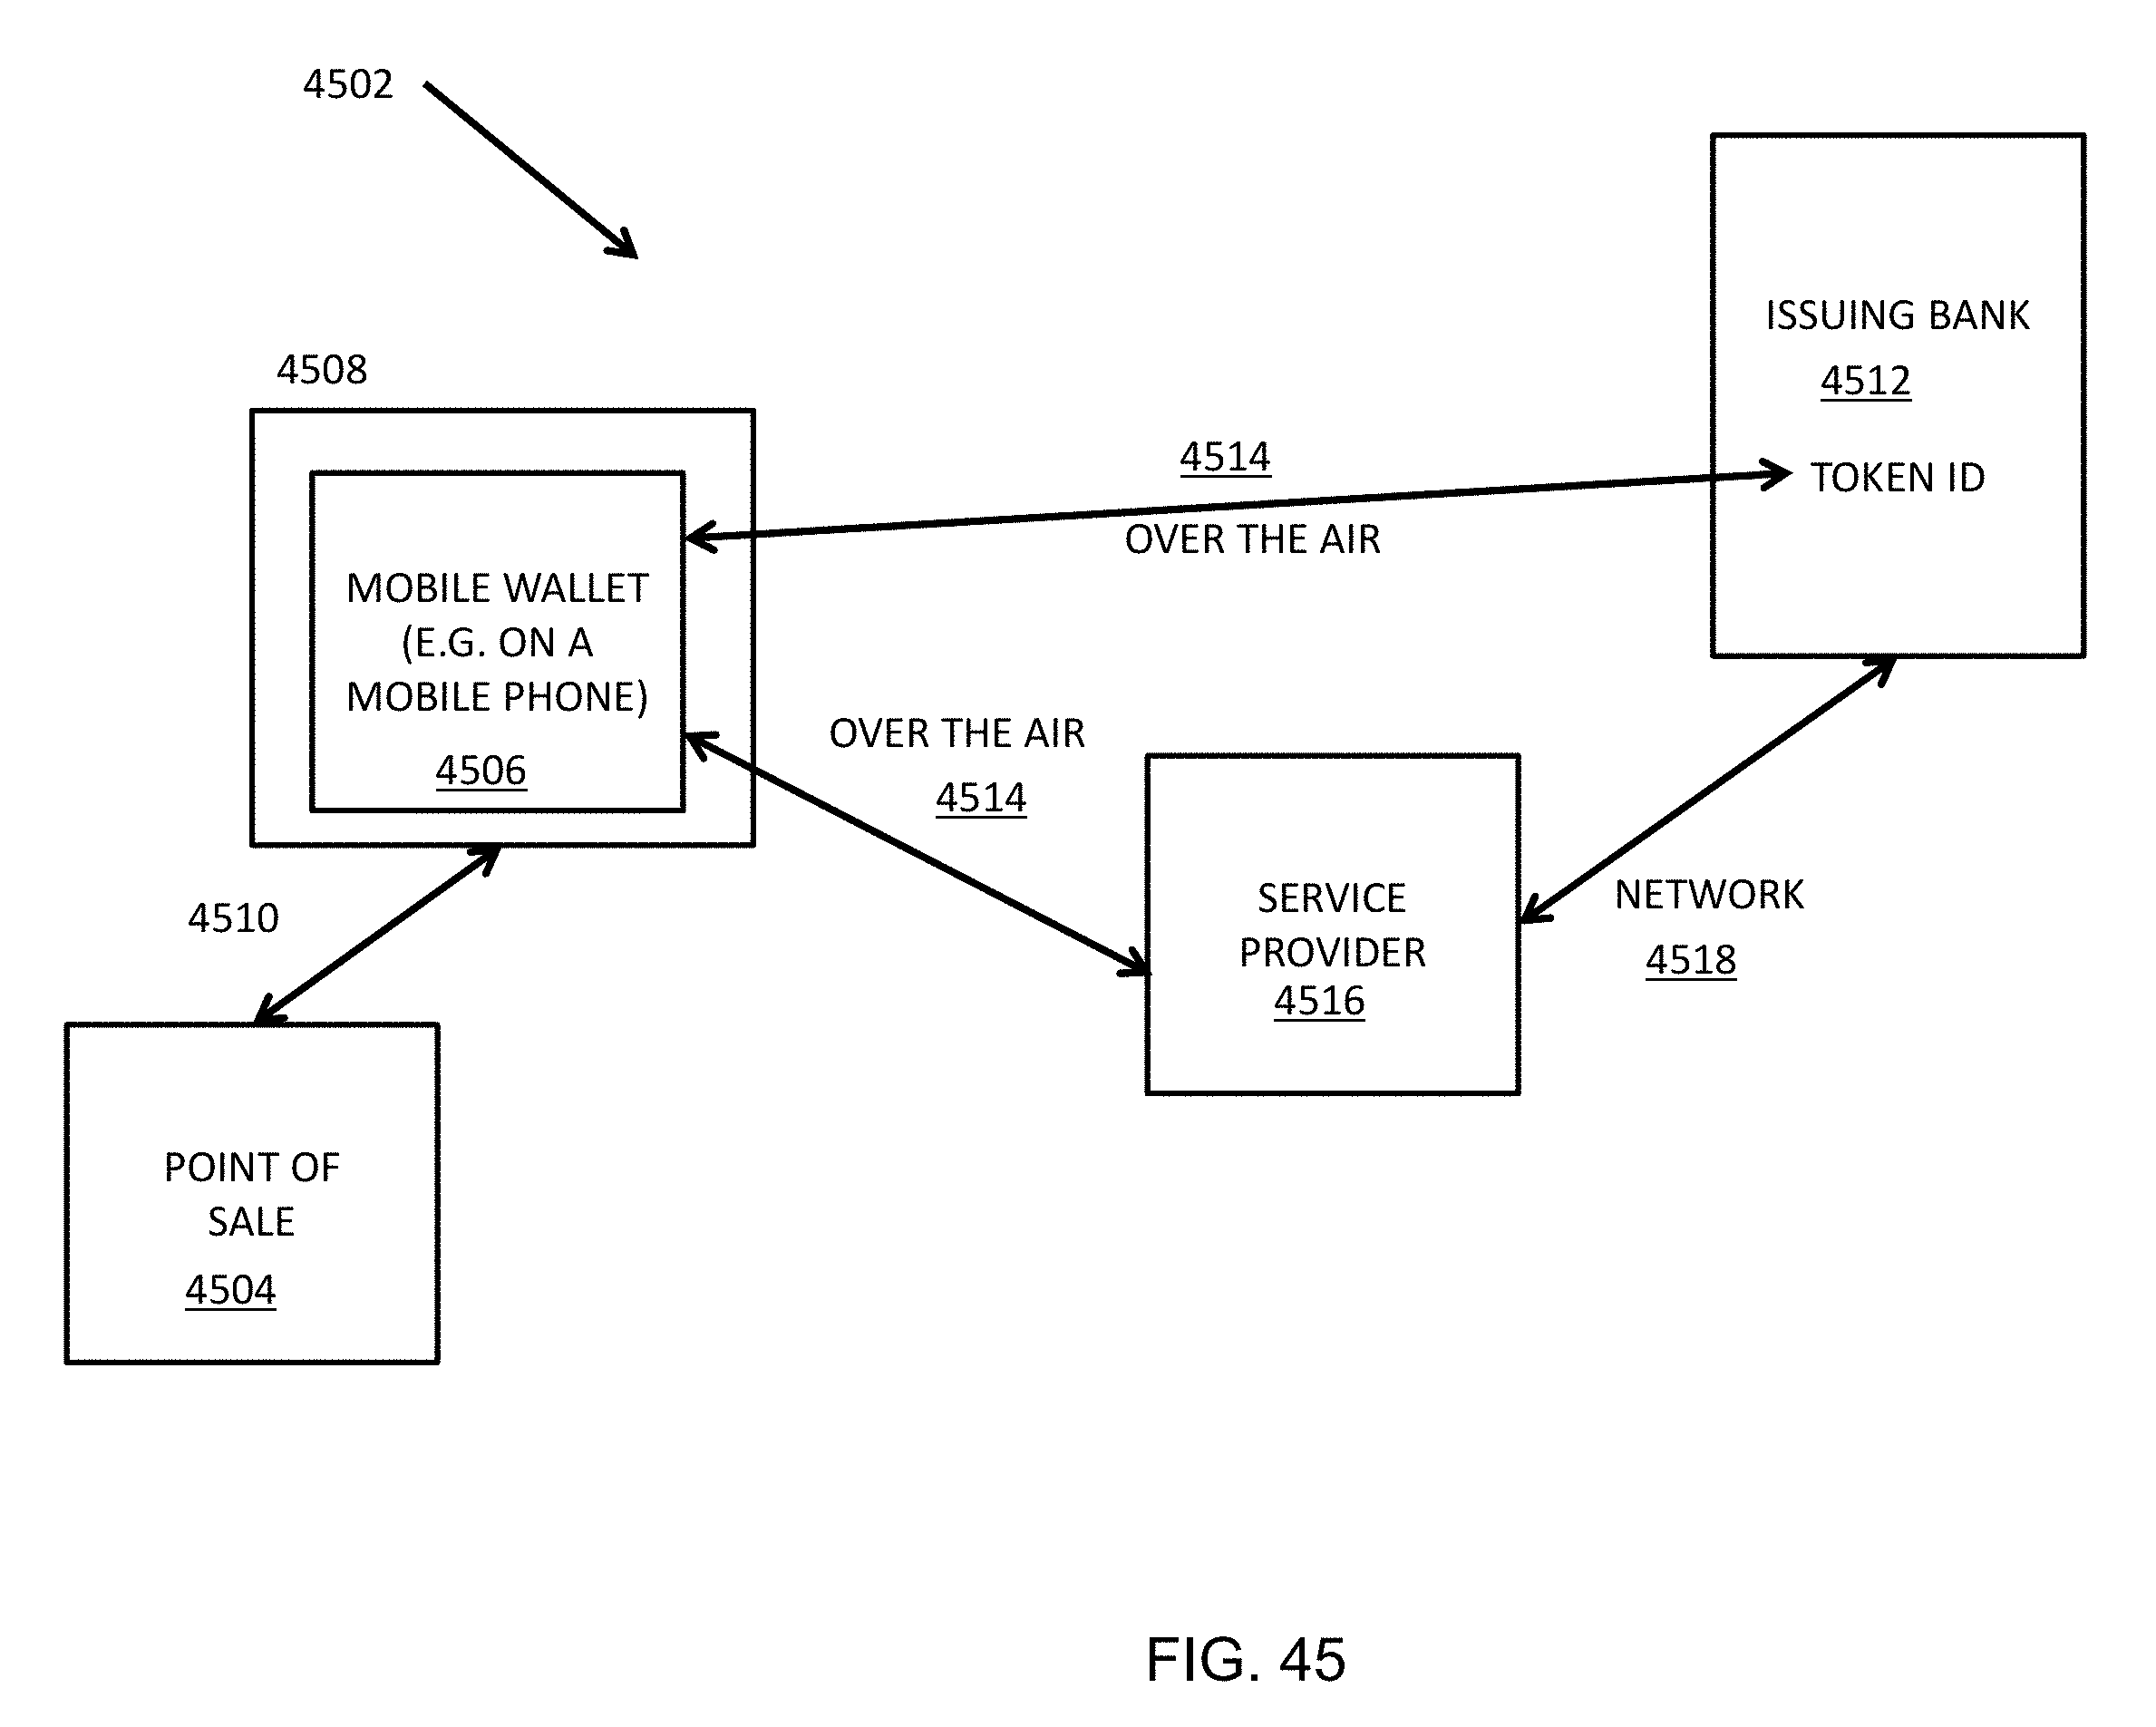 4502
ISSUING BANK
4512
TOKEN ID
4508
4514
OVER THE AIR
MOBILE WALLET
(E.G. ON A
MOBILE PHONE)
4506
OVER THE AIR
4514
SERVICE
PROVIDER
4516
NETWORK
4518
4510
POINT OF
SALE
4504
FIG. 45